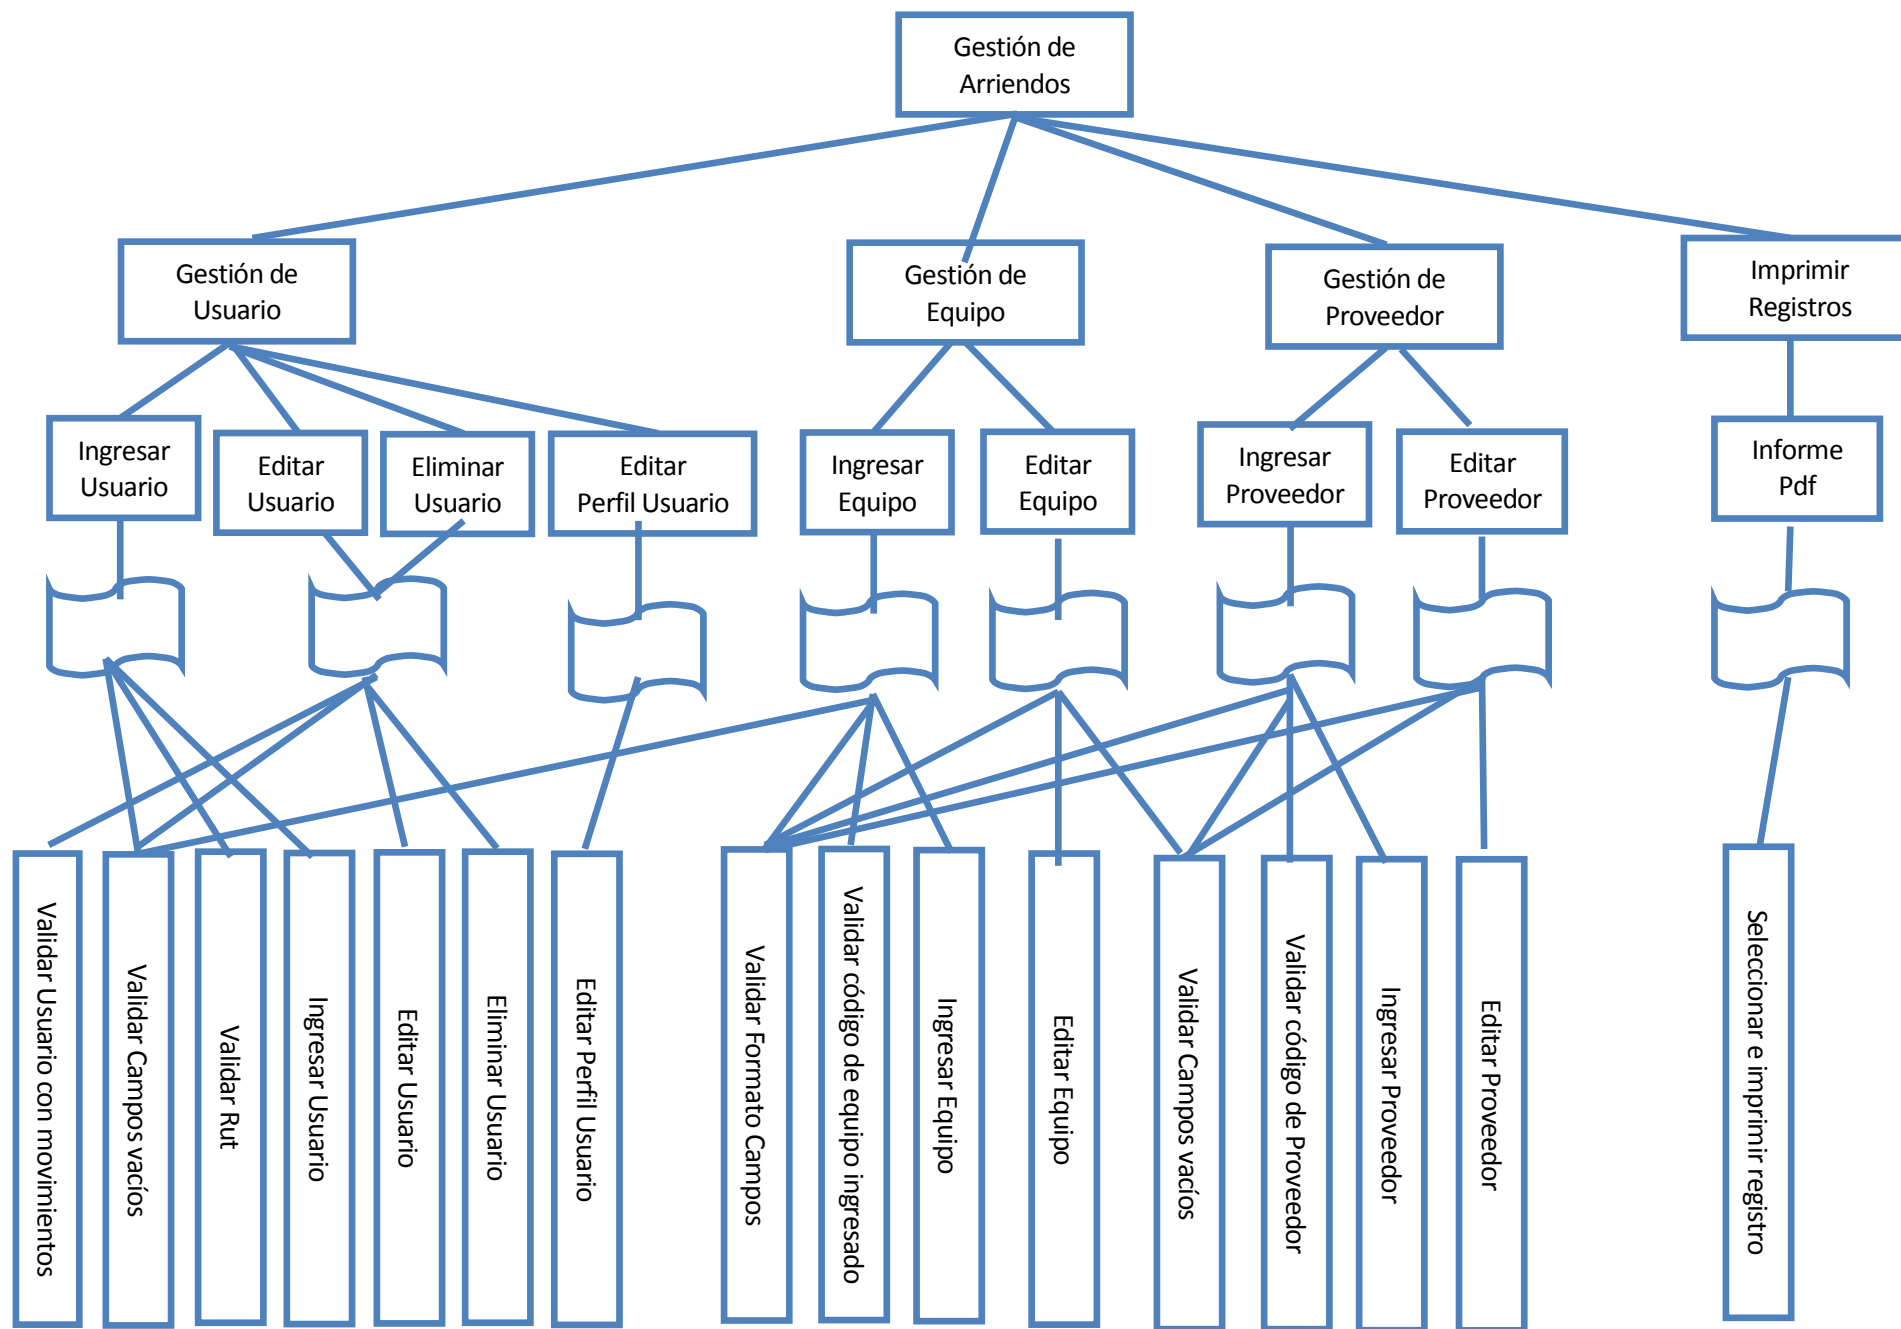 Gestión de
Arriendos
Gestión de
Usuario
Gestión de
Equipo
Gestión de
Proveedor
Imprimir
Registros
Ingresar
Usuario
Editar
Usuario
Eliminar
Usuario
Editar
Perfil Usuario
Ingresar
Equipo
Editar
Equipo
Ingresar
Proveedor
Editar
Proveedor
Informe
Pdf
Validar Usuario con movimientos
Validar Campos vacíos
Validar Rut
Ingresar Usuario
Editar Usuario
Eliminar Usuario
Editar Perfil Usuario
Validar Formato Campos
Validar código de equipo ingresado
Ingresar Equipo
Editar Equipo
Validar Campos vacíos
Validar código de Proveedor
Ingresar Proveedor
Editar Proveedor
Seleccionar e imprimir registro